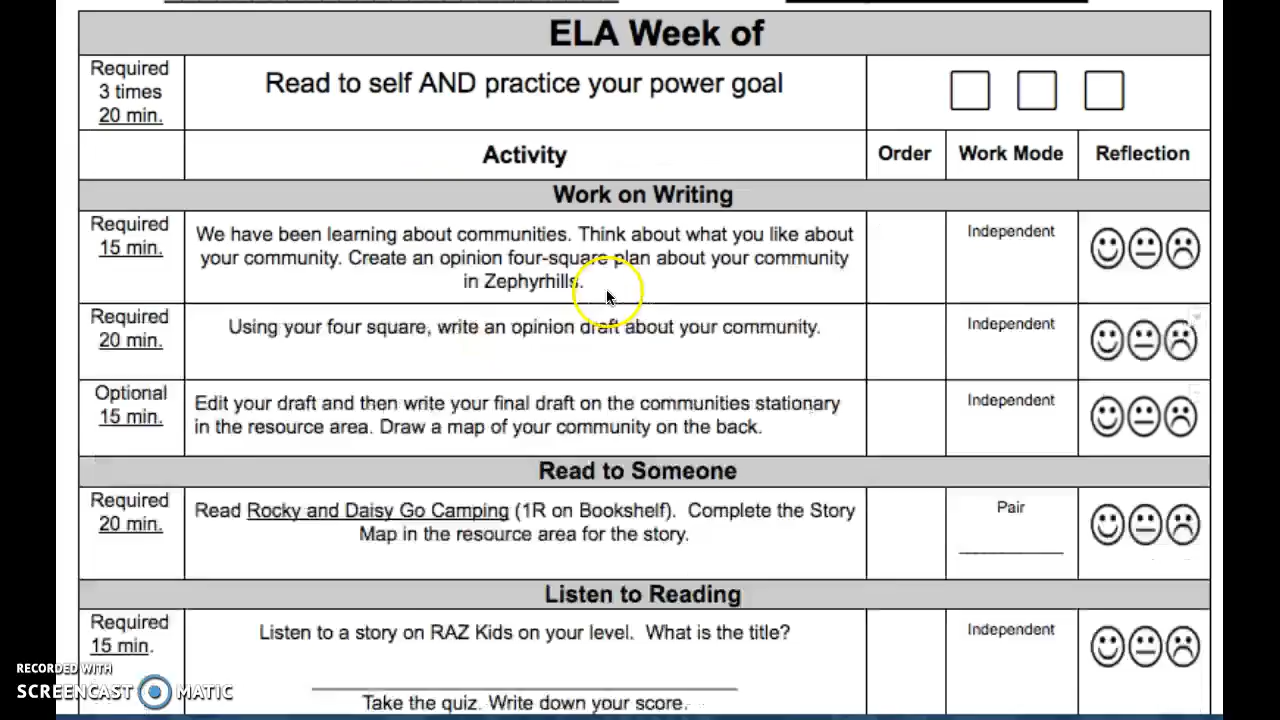 ELA Week of
Required
3 times
20 min.
Read to self AND practice your power goal
Activity
Order
Work Mode
Reflection
Work on Writing
Required
15 min.
We have been learning about communities. Think about what you like about
your community. Create an opinion four-square plan about your community
in Zephyrhills.
Independent
Required
20 min.
Using your four square, write an opinion draft about your community.
Independent
Optional
15 min.
Edit your draft and then write your final draft on the communities stationary
in the resource area. Draw a map of your community on the back.
Independent
Read to Someone
Required
20 min.
Read Rocky and Daisy Go Camping (1R on Bookshelf). Complete the Story
Map in the resource area for the story.
Pair
Listen to Reading
Required
15 min.
Listen to a story on RAZ Kids on your level. What is the title?
Take the quiz. Write down your score.
Independent
RECORDED WITH
SCREENCAST MATIC